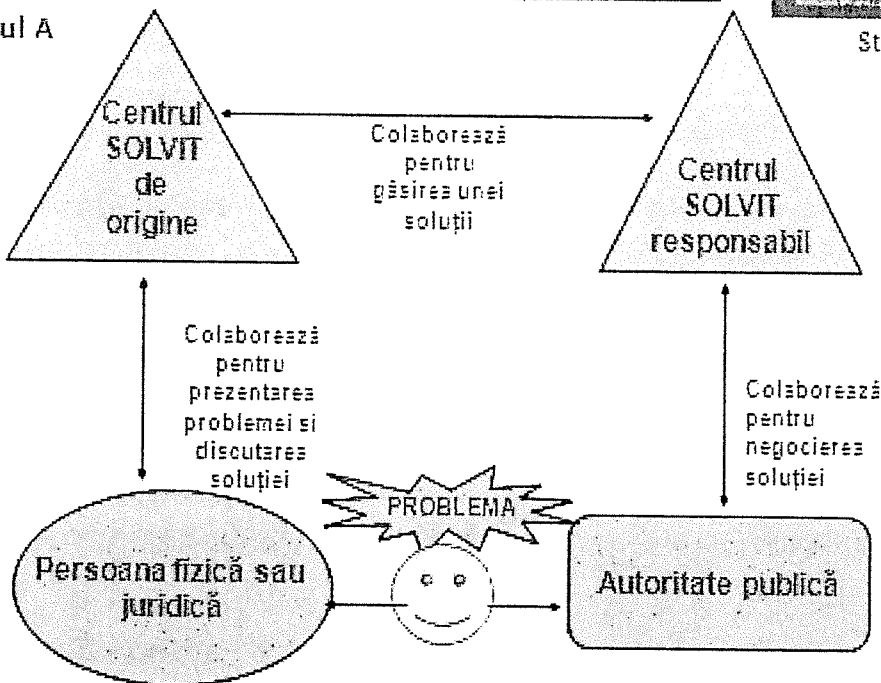 ul A
St
Centrul
SOLVIT
de
origine
Colaborează
pentru
găsirea unei
soluții
Centrul
SOLVIT
responsabil
Colaborează
pentru
prezentarea
problemei si
discutarea
soluției
Colaborează
pentru
negocierea
soluției
PROBLEMA
Persoana fizică sau
juridică
Autoritate publică